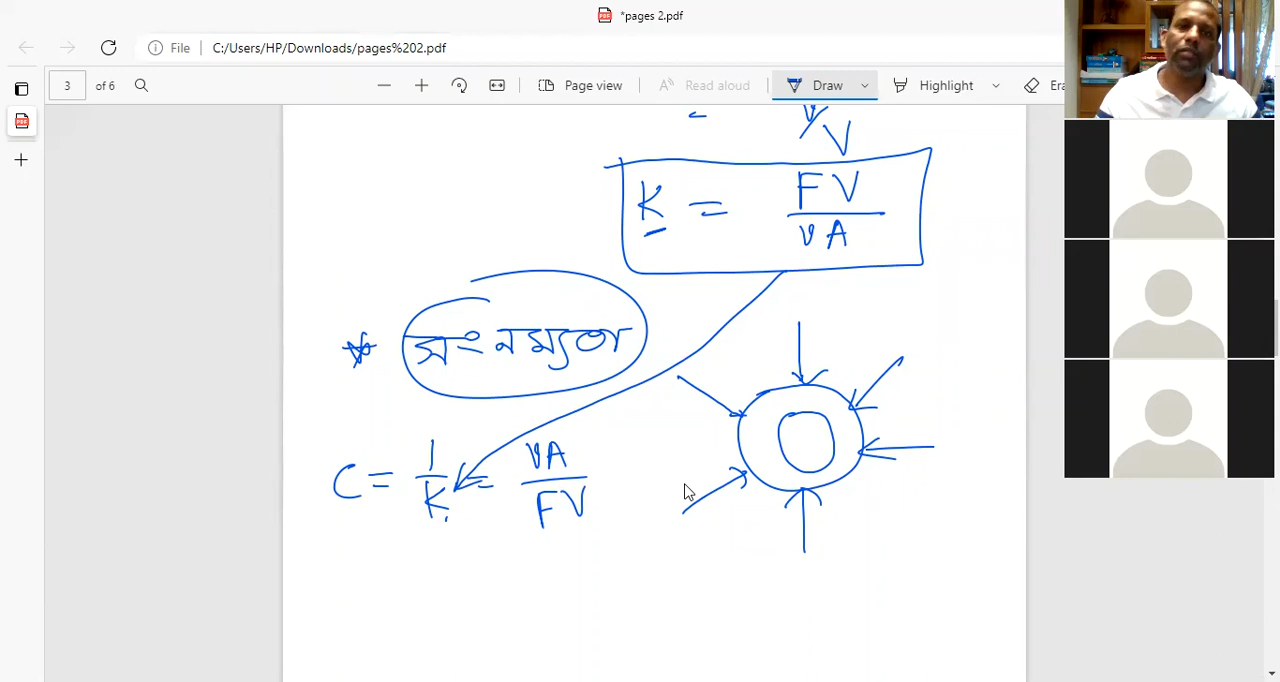 *pages 2.pdf
File C:/Users/HP/Downloads/pages%202.pdf
3 of 6 Page view Read aloud Draw Highlight Era
= v/V
K = FV/vA
* সংনম্যতা
C = 1/K = vA/FV